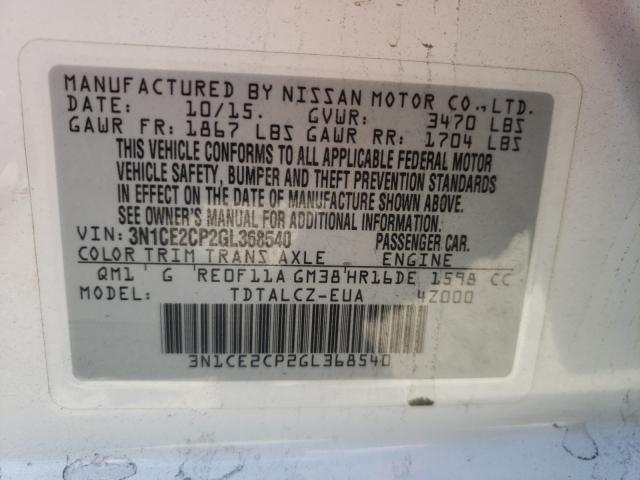 MANUFACTURED BY NISSAN MOTOR CO.,LTD.
DATE: 10/15. GVWR: 3470 LBS
GAWR FR: 1867 LBS GAWR RR: 1704 LBS
THIS VEHICLE CONFORMS TO ALL APPLICABLE FEDERAL MOTOR
VEHICLE SAFETY, BUMPER AND THEFT PREVENTION STANDARDS
IN EFFECT ON THE DATE OF MANUFACTURE SHOWN ABOVE.
SEE OWNER'S MANUAL FOR ADDITIONAL INFORMATION.
VIN: 3N1CE2CP2GL368540 PASSENGER CAR.
COLOR TRIM TRANS AXLE ENGINE
QM1 G RE0F11A GM38 HR16DE 1598 CC
MODEL: TDTALCZ-EUA 4Z000
3N1CE2CP2GL368540